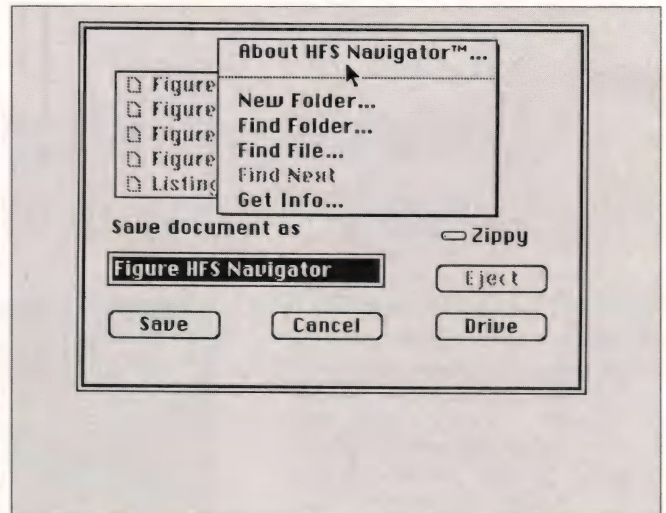 About HFS Navigator™...
New Folder...
Find Folder...
Find File...
Find Next
Get Info...
Figure
Figure
Figure
Figure
Listing
Save document as
Zippy
Figure HFS Navigator
Eject
Save
Cancel
Drive